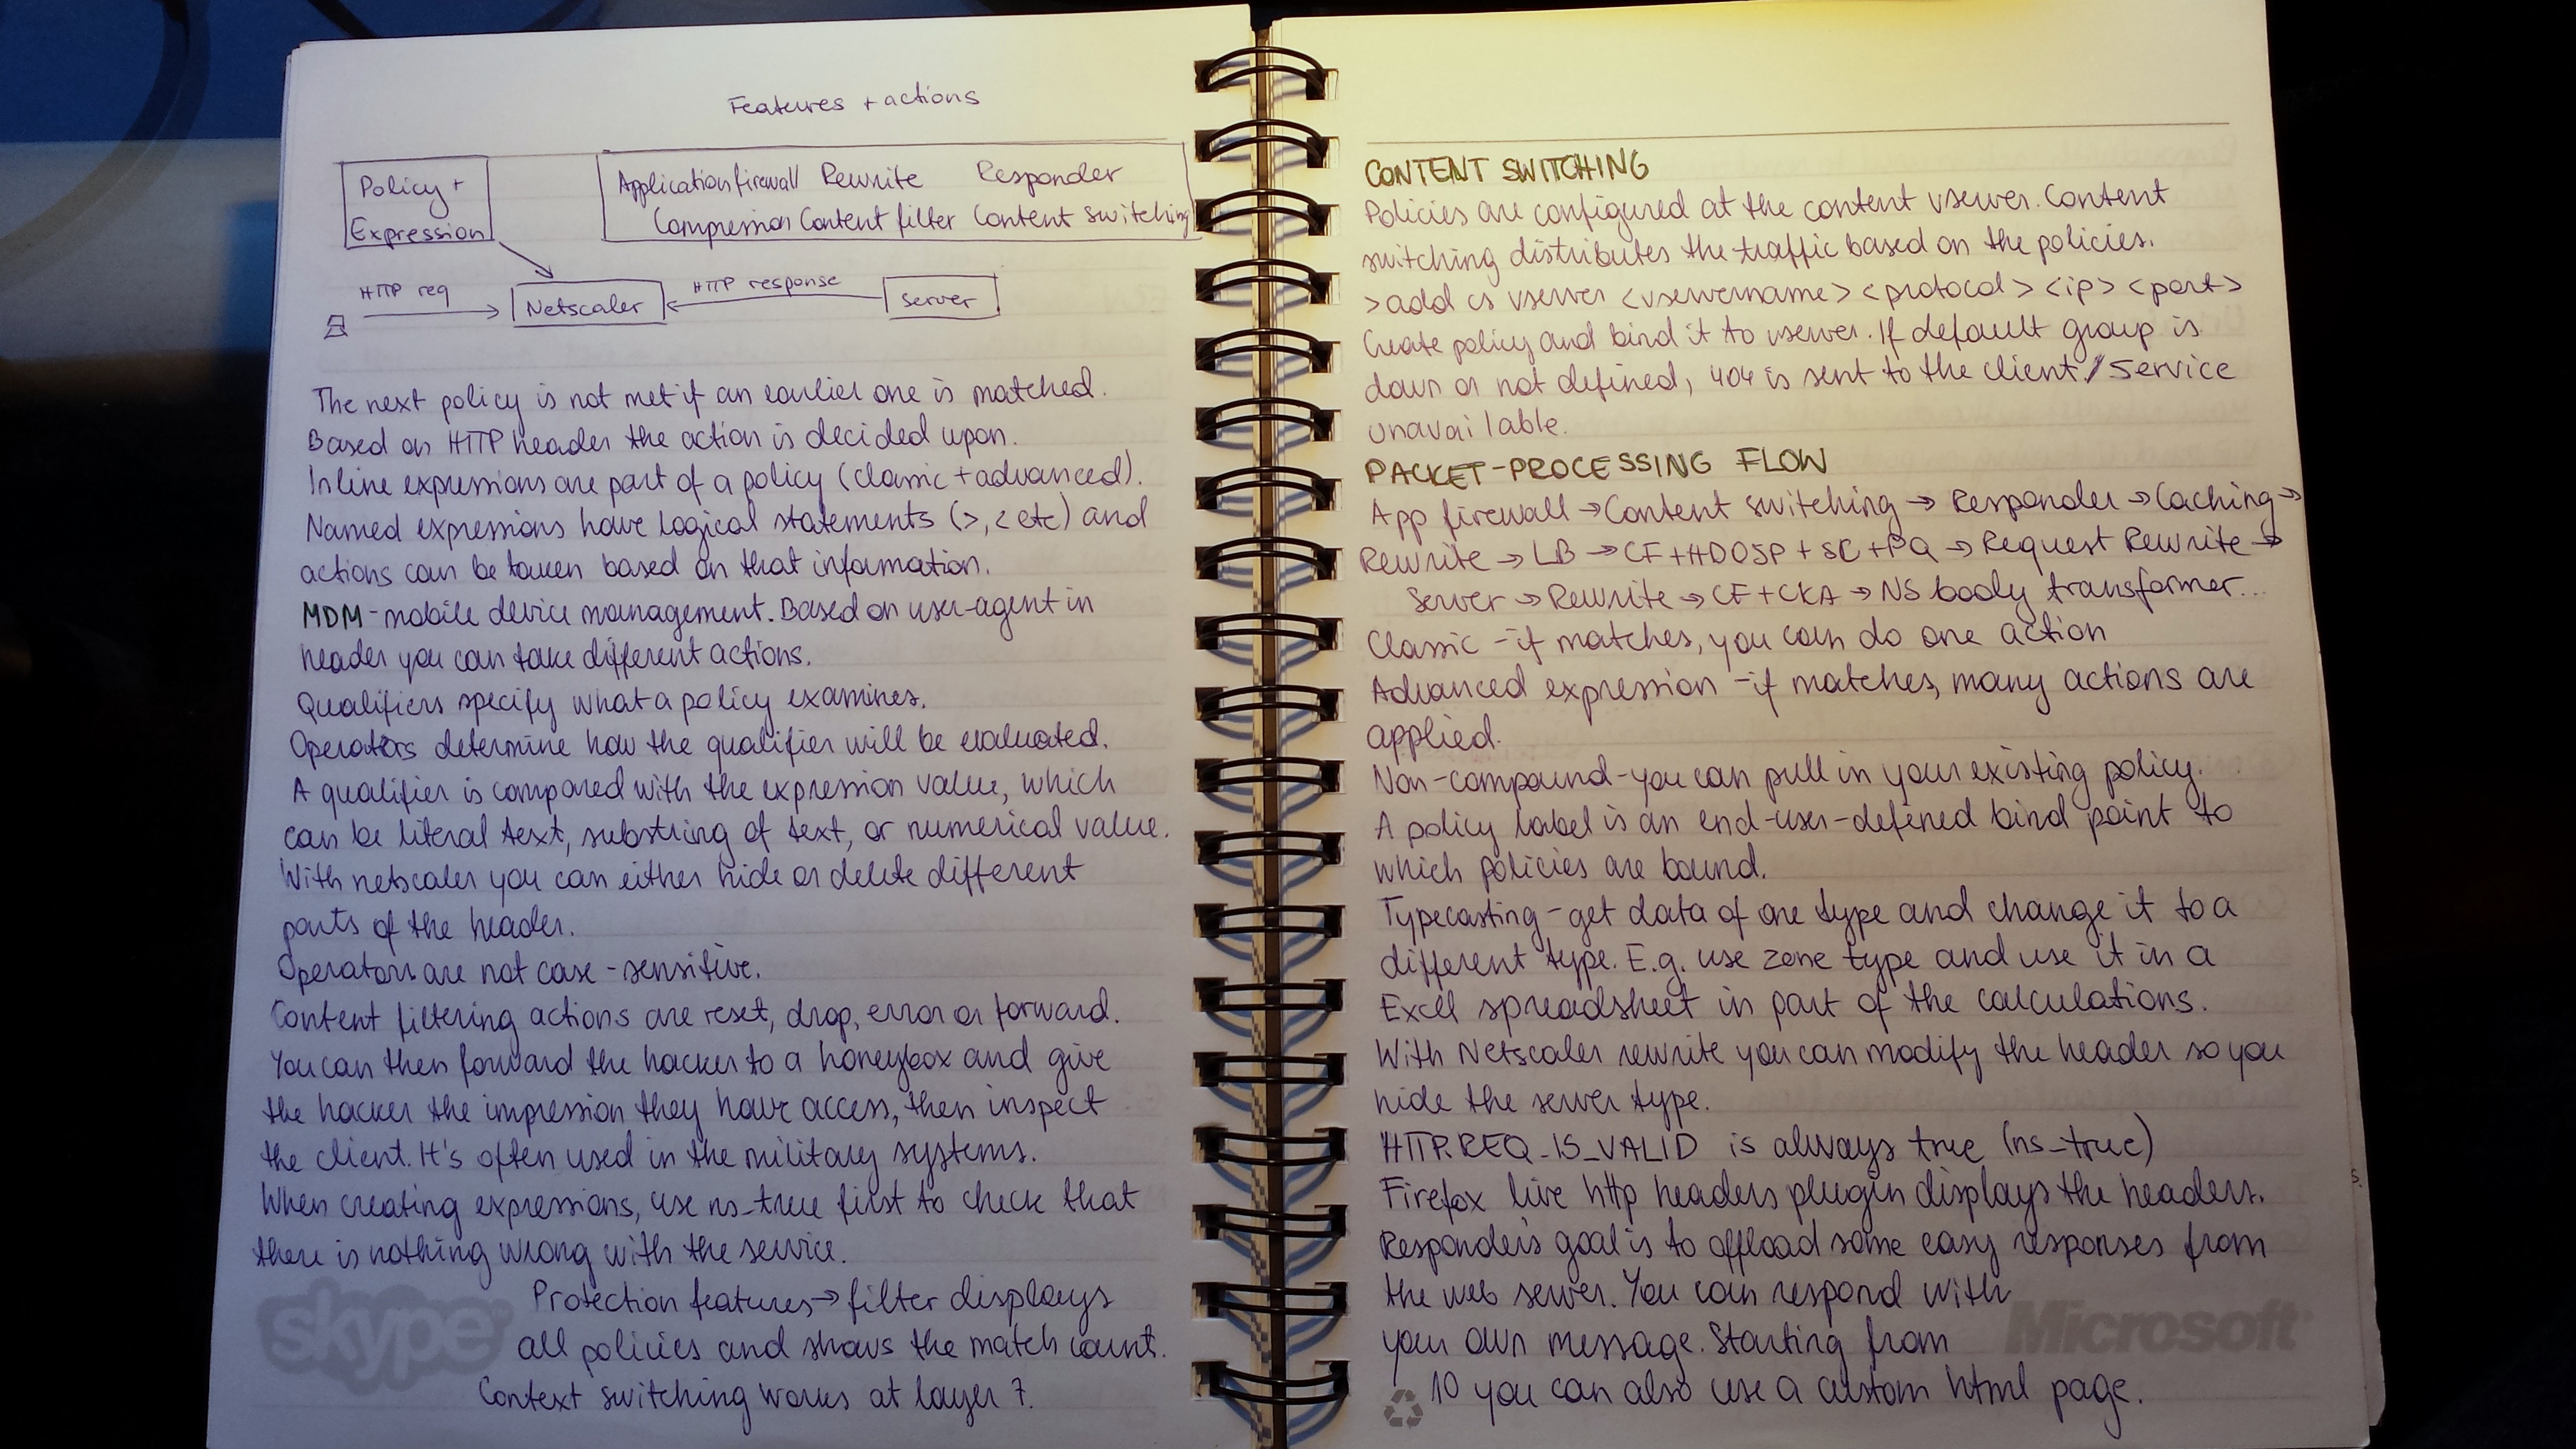 Features + actions
Policy +
Expression
Application firewall Rewrite Responder
Compression Content filter Content switching
HTTP req
Netscaler
HTTP response
server
The next policy is not met if an earlier one is matched.
Based on HTTP header the action is decided upon.
Inline expressions are part of a policy (classic + advanced).
Named expressions have logical statements (>, < etc) and
actions can be taken based on that information.
MDM - mobile device management. Based on user-agent in
header you can take different actions.
Qualifiers specify what a policy examines.
Operators determine how the qualifier will be evaluated.
A qualifier is compared with the expression value, which
can be literal text, substring of text, or numerical value.
With netscaler you can either hide or delete different
parts of the header.
Operators are not case-sensitive.
Content filtering actions are reset, drop, error or forward.
You can then forward the hacker to a honeybox and give
the hacker the impression they have access, then inspect
the client. It's often used in the military systems.
When creating expressions, use ns_true first to check that
there is nothing wrong with the service.
Protection features → filter displays
all policies and shows the match count.
Context switching works at layer 7.
skype
CONTENT SWITCHING
Policies are configured at the content vserver. Content
switching distributes the traffic based on the policies.
> add cs vserver <vservername> <protocol> <ip> <port>
Create policy and bind it to vserver. If default group is
down or not defined, 404 is sent to the client / Service
unavailable.
PACKET-PROCESSING FLOW
App firewall → Content switching → Responder → Caching →
Rewrite → LB → CF + HDOSP + SC + PQ → Request Rewrite →
Server → Rewrite → CF + CKA → NS body transformer...
Classic - if matches, you can do one action
Advanced expression - if matches, many actions are
applied.
Non-compound - you can pull in your existing policy.
A policy label is an end-user-defined bind point to
which policies are bound.
Typecasting - get data of one type and change it to a
different type. E.g. use zone type and use it in a
Excell spreadsheet in part of the calculations.
With Netscaler rewrite you can modify the header so you
hide the server type.
HTTP.REQ_IS_VALID is always true (ns_true)
Firefox live http headers plugin displays the headers.
Responder's goal is to offload some easy responses from
the web server. You can respond with
your own message. Starting from
10 you can also use a custom html page.
Microsoft